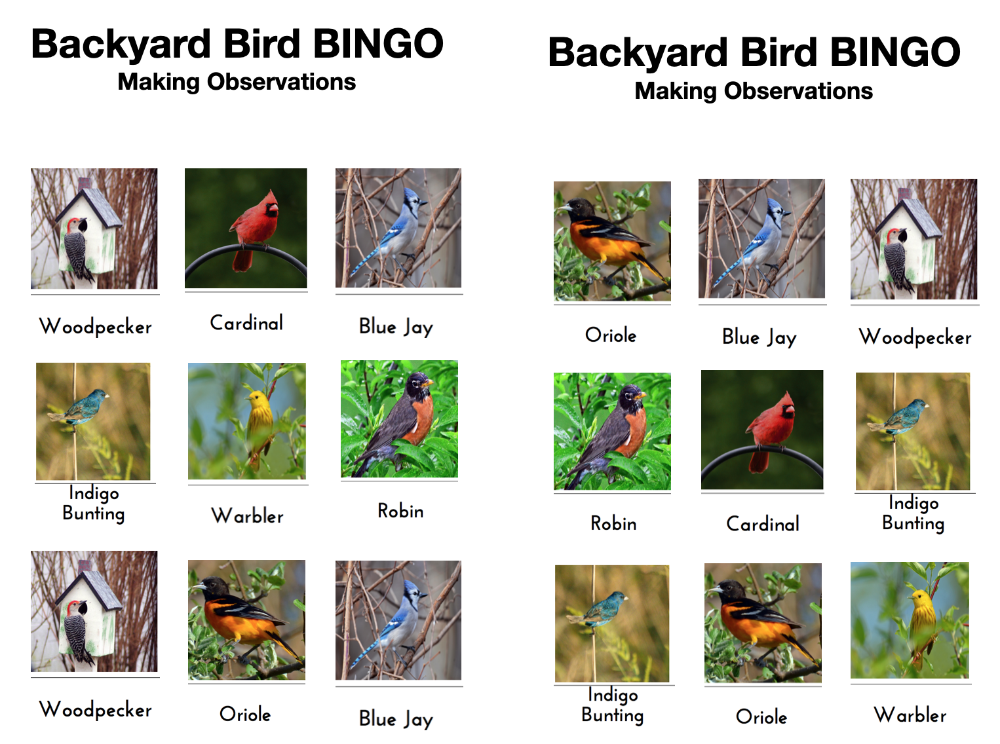 Backyard Bird BINGO
Making Observations
Woodpecker
Cardinal
Blue Jay
Indigo
Bunting
Warbler
Robin
Woodpecker
Oriole
Blue Jay
Backyard Bird BINGO
Making Observations
Oriole
Blue Jay
Woodpecker
Robin
Cardinal
Indigo
Bunting
Indigo
Bunting
Oriole
Warbler